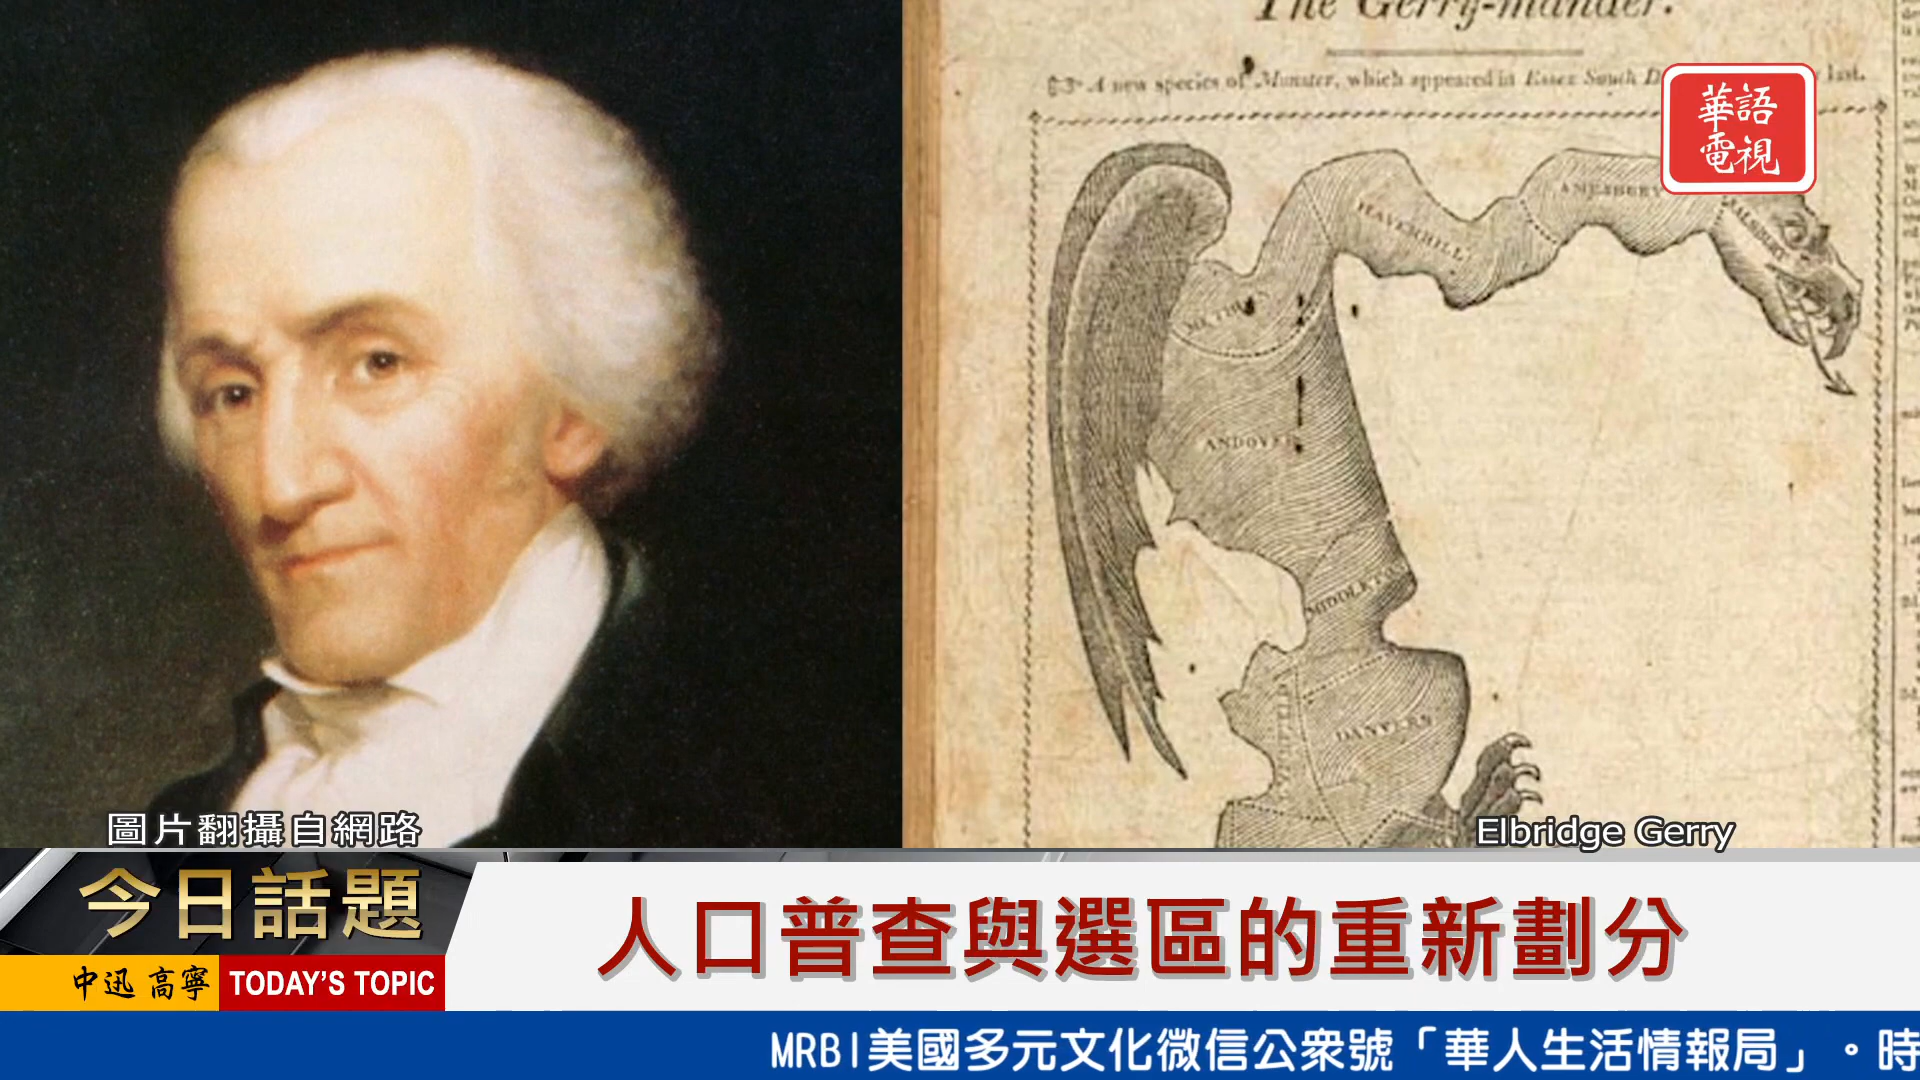 The Gerry-mander.
A new species of Monster, which appeared in Essex South D
last.
華語
電視
AMESBURY
HAVERHILL
METHUEN
ANDOVER
MIDDLETON
DANVERS
圖片翻攝自網路
Elbridge Gerry
今日話題
人口普查與選區的重新劃分
中迅 高寧
TODAY'S TOPIC
MRBI美國多元文化微信公眾號「華人生活情報局」。時